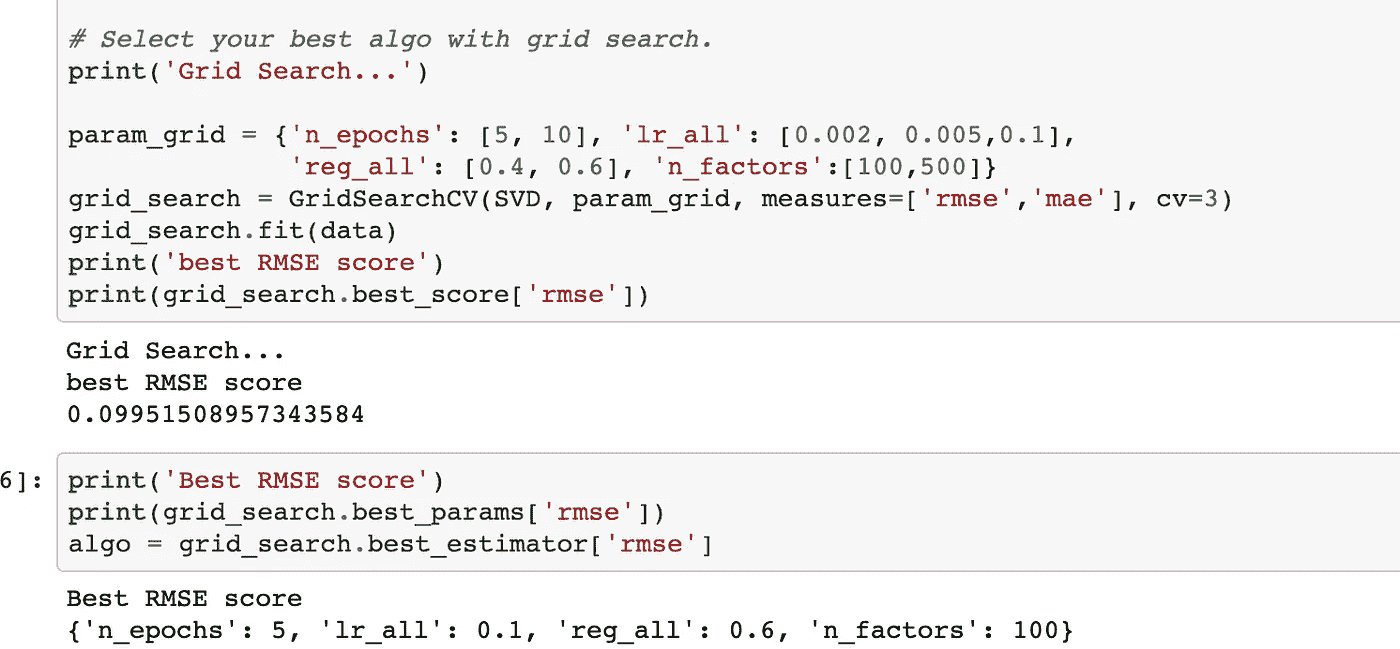 # Select your best algo with grid search.
print('Grid Search...')
param_grid = {'n_epochs': [5, 10], 'lr_all': [0.002, 0.005,0.1],
'reg_all': [0.4, 0.6], 'n_factors':[100,500]}
grid_search = GridSearchCV(SVD, param_grid, measures=['rmse','mae'], cv=3)
grid_search.fit(data)
print('best RMSE score')
print(grid_search.best_score['rmse'])
Grid Search...
best RMSE score
0.09951508957343584
6]:
print('Best RMSE score')
print(grid_search.best_params['rmse'])
algo = grid_search.best_estimator['rmse']
Best RMSE score
{'n_epochs': 5, 'lr_all': 0.1, 'reg_all': 0.6, 'n_factors': 100}